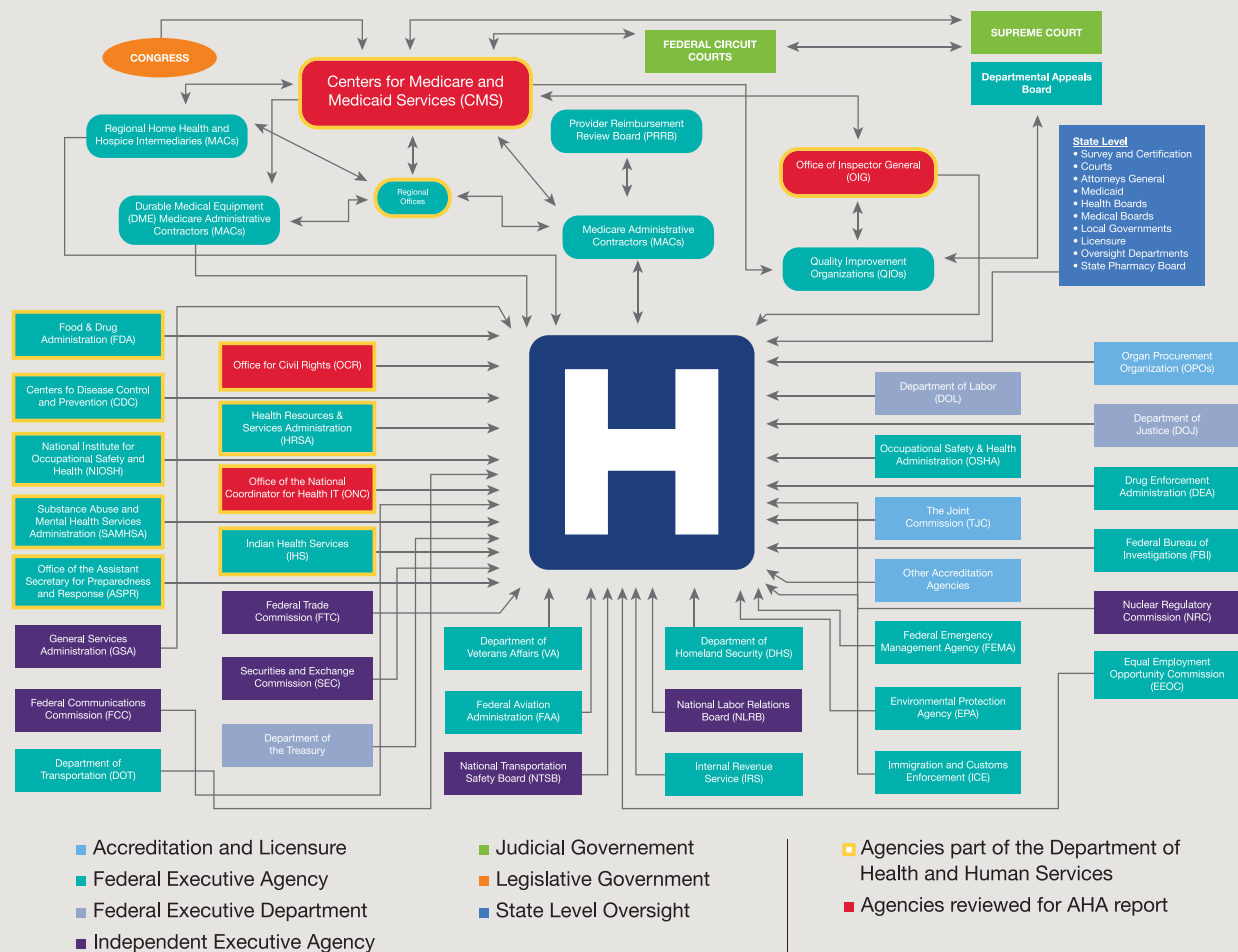 CONGRESS
FEDERAL CIRCUIT
COURTS
SUPREME COURT
Departmental Appeals
Board
Centers for Medicare and
Medicaid Services (CMS)
Regional Home Health and
Hospice Intermediaries (MACs)
Provider Reimbursement
Review Board (PRRB)
Office of Inspector General
(OIG)
State Level
• Survey and Certification
• Courts
• Attorneys General
• Medicaid
• Health Boards
• Medical Boards
• Local Governments
• Licensure
• Oversight Departments
• State Pharmacy Board
Regional
Offices
Durable Medical Equipment
(DME) Medicare Administrative
Contractors (MACs)
Medicare Administrative
Contractors (MACs)
Quality Improvement
Organizations (QIOs)
Food & Drug
Administration (FDA)
Centers fo Disease Control
and Prevention (CDC)
National Institute for
Occupational Safety and
Health (NIOSH)
Substance Abuse and
Mental Health Services
Administration (SAMHSA)
Office of the Assistant
Secretary for Preparedness
and Response (ASPR)
General Services
Administration (GSA)
Federal Communications
Commission (FCC)
Department of
Transportation (DOT)
Office for Civil Rights (OCR)
Health Resources &
Services Administration
(HRSA)
Office of the National
Coordinator for Health IT (ONC)
Indian Health Services
(IHS)
Federal Trade
Commission (FTC)
Securities and Exchange
Commission (SEC)
Department of
the Treasury
H
Department of
Veterans Affairs (VA)
Federal Aviation
Administration (FAA)
National Transportation
Safety Board (NTSB)
Department of
Homeland Security (DHS)
National Labor Relations
Board (NLRB)
Internal Revenue
Service (IRS)
Department of Labor
(DOL)
Occupational Safety & Health
Administration (OSHA)
The Joint
Commission (TJC)
Other Accreditation
Agencies
Federal Emergency
Management Agency (FEMA)
Environmental Protection
Agency (EPA)
Immigration and Customs
Enforcement (ICE)
Organ Procurement
Organization (OPOs)
Department of
Justice (DOJ)
Drug Enforcement
Administration (DEA)
Federal Bureau of
Investigations (FBI)
Nuclear Regulatory
Commission (NRC)
Equal Employment
Opportunity Commission
(EEOC)
Accreditation and Licensure
Federal Executive Agency
Federal Executive Department
Independent Executive Agency
Judicial Governement
Legislative Government
State Level Oversight
Agencies part of the Department of
Health and Human Services
Agencies reviewed for AHA report